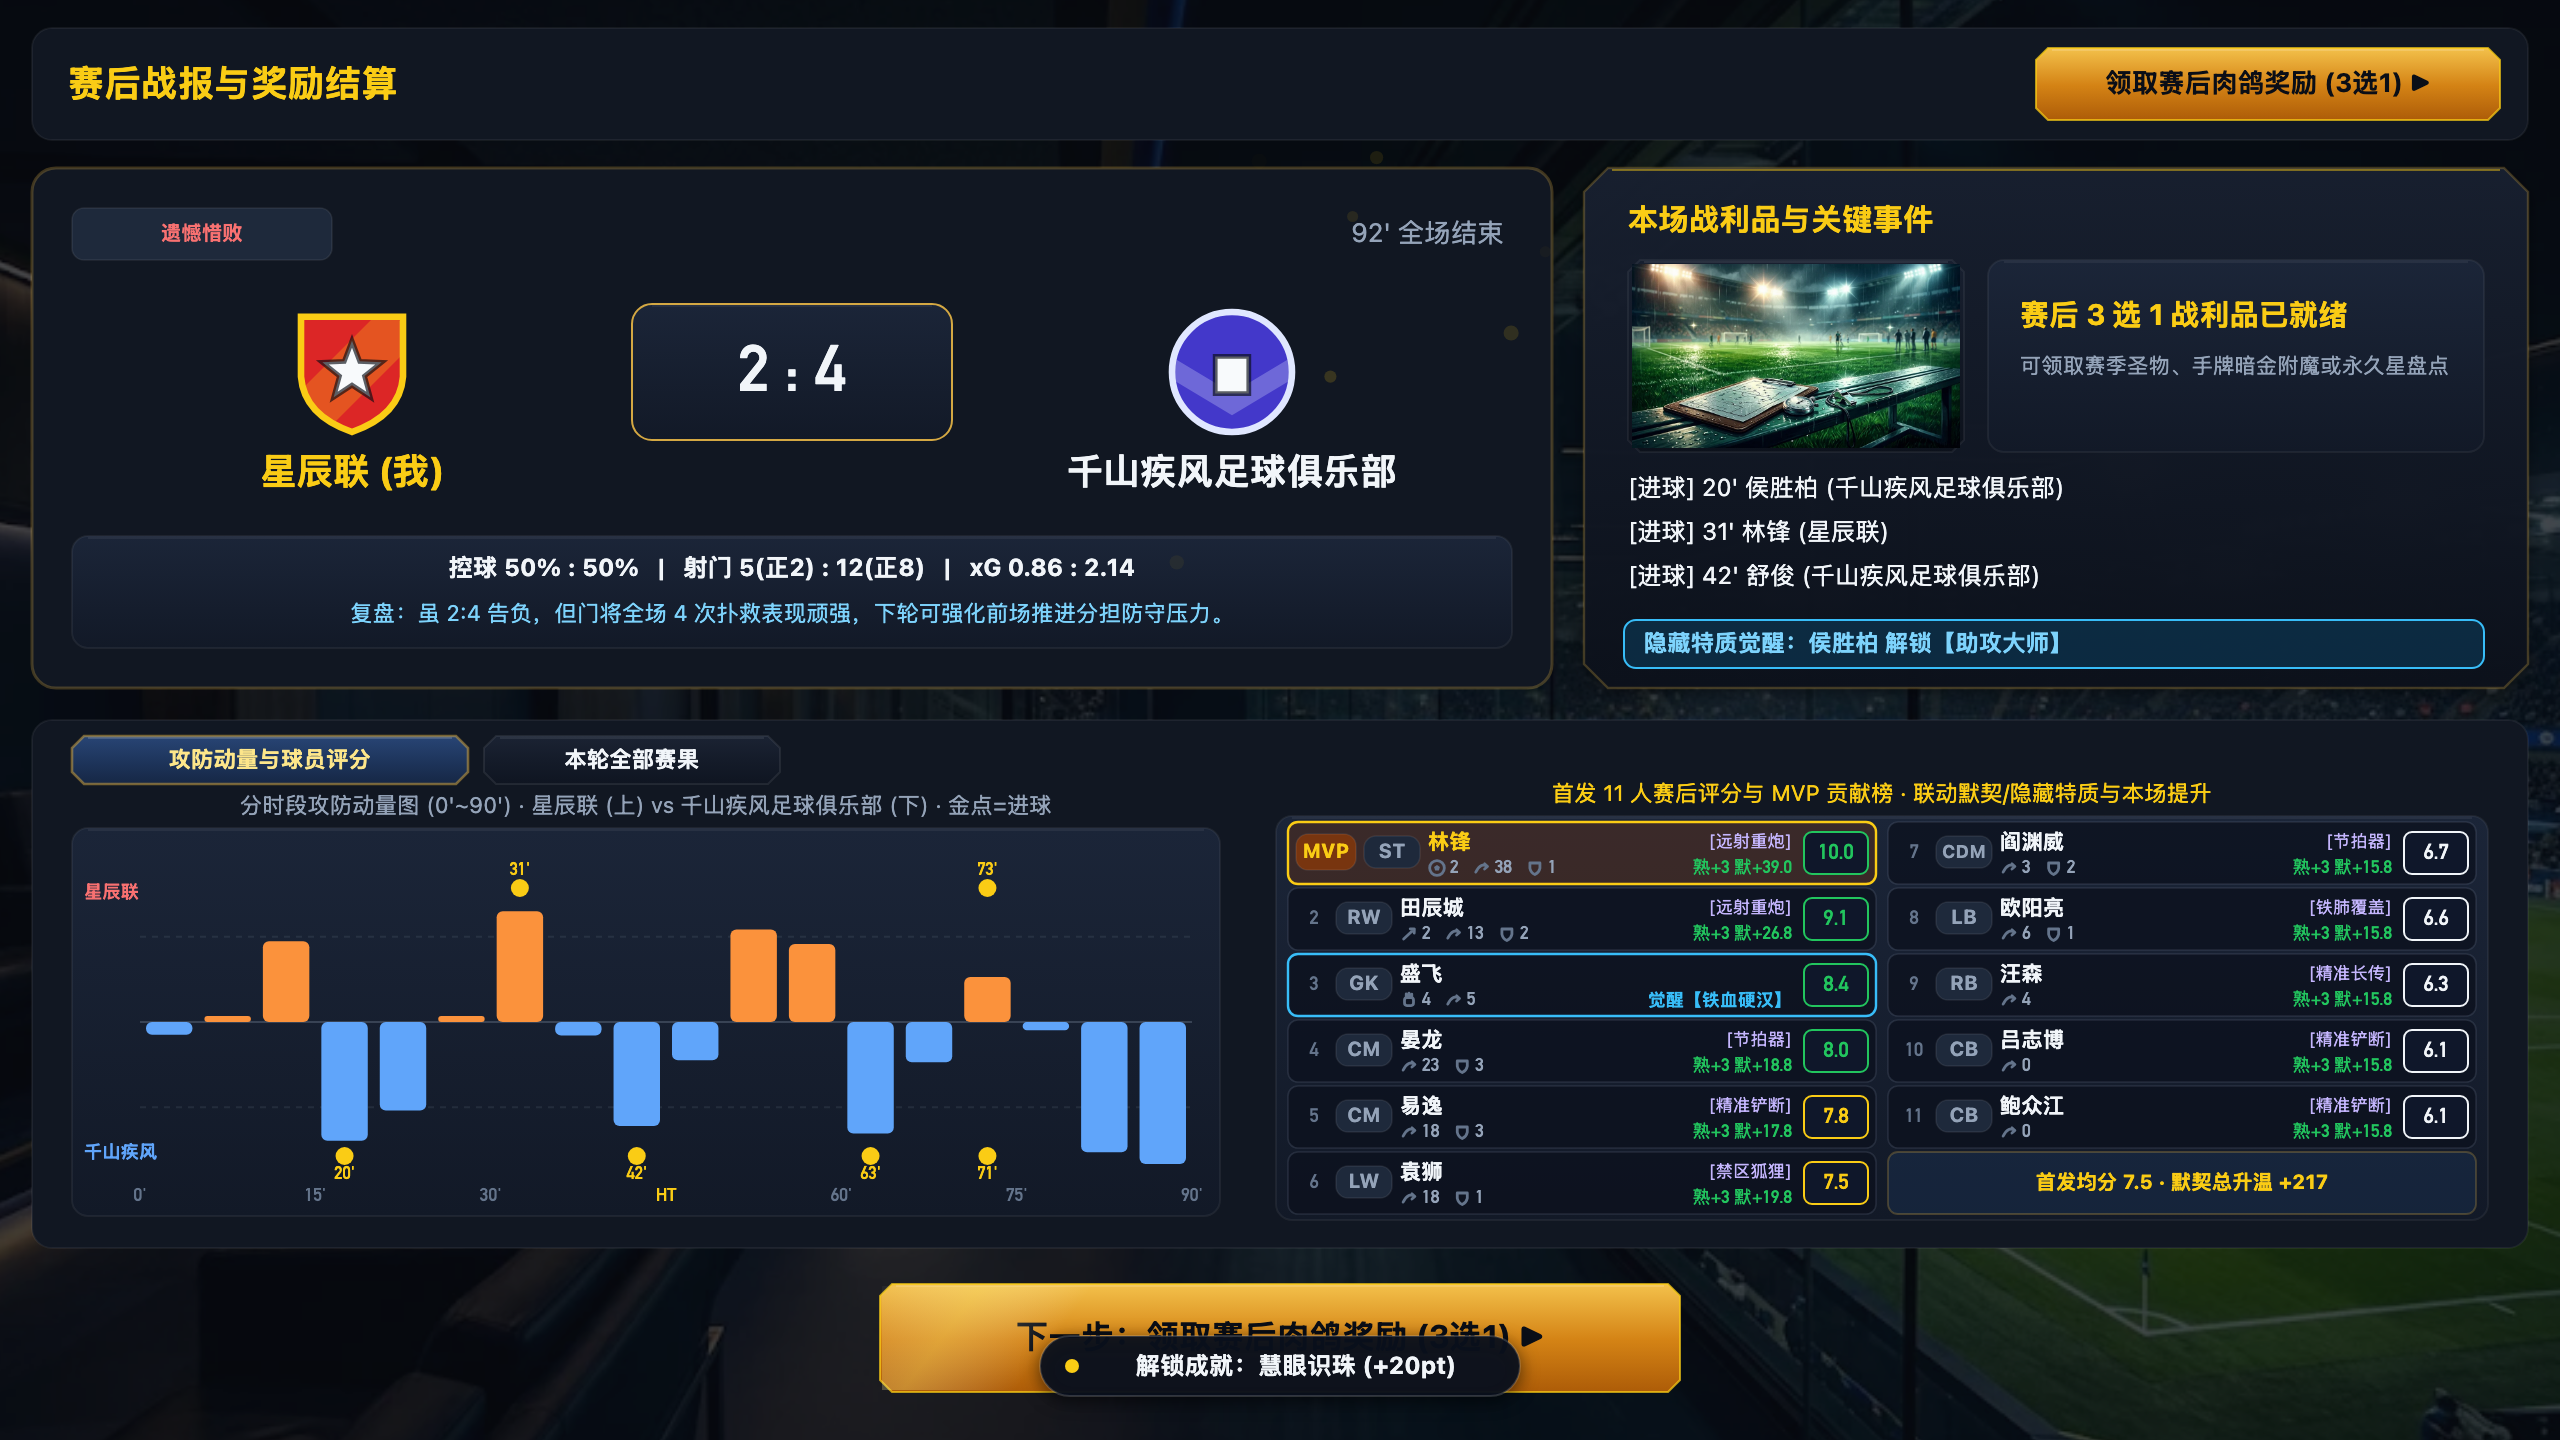 赛后战报与奖励结算
领取赛后肉鸽奖励 (3选1) ▶
遗憾惜败
92' 全场结束
2 : 4
星辰联 (我)
千山疾风足球俱乐部
控球 50% : 50% | 射门 5(正2) : 12(正8) | xG 0.86 : 2.14
复盘：虽 2:4 告负，但门将全场 4 次扑救表现顽强，下轮可强化前场推进分担防守压力。
本场战利品与关键事件
赛后 3 选 1 战利品已就绪
可领取赛季圣物、手牌暗金附魔或永久星盘点
[进球] 20' 侯胜柏 (千山疾风足球俱乐部)
[进球] 31' 林锋 (星辰联)
[进球] 42' 舒俊 (千山疾风足球俱乐部)
隐藏特质觉醒：侯胜柏 解锁【助攻大师】
攻防动量与球员评分
本轮全部赛果
分时段攻防动量图 (0'~90') · 星辰联 (上) vs 千山疾风足球俱乐部 (下) · 金点=进球
31'
73'
星辰联
千山疾风
20'
42'
63'
71'
0'
15'
30'
HT
60'
75'
90'
首发 11 人赛后评分与 MVP 贡献榜 · 联动默契/隐藏特质与本场提升
MVP ST 林锋 [远射重炮] 10.0
2 38 1 熟+3 默+39.0
2 RW 田辰城 [远射重炮] 9.1
2 13 2 熟+3 默+26.8
3 GK 盛飞 8.4
4 5 觉醒【铁血硬汉】
4 CM 晏龙 [节拍器] 8.0
23 3 熟+3 默+18.8
5 CM 易逸 [精准铲断] 7.8
18 3 熟+3 默+17.8
6 LW 袁狮 [禁区狐狸] 7.5
18 1 熟+3 默+19.8
7 CDM 阎渊威 [节拍器] 6.7
3 2 熟+3 默+15.8
8 LB 欧阳亮 [铁肺覆盖] 6.6
6 1 熟+3 默+15.8
9 RB 汪森 [精准长传] 6.3
4 熟+3 默+15.8
10 CB 吕志博 [精准铲断] 6.1
0 熟+3 默+15.8
11 CB 鲍众江 [精准铲断] 6.1
0 熟+3 默+15.8
首发均分 7.5 · 默契总升温 +217
下一步：领取赛后肉鸽奖励 (3选1) ▶
解锁成就：慧眼识珠 (+20pt)